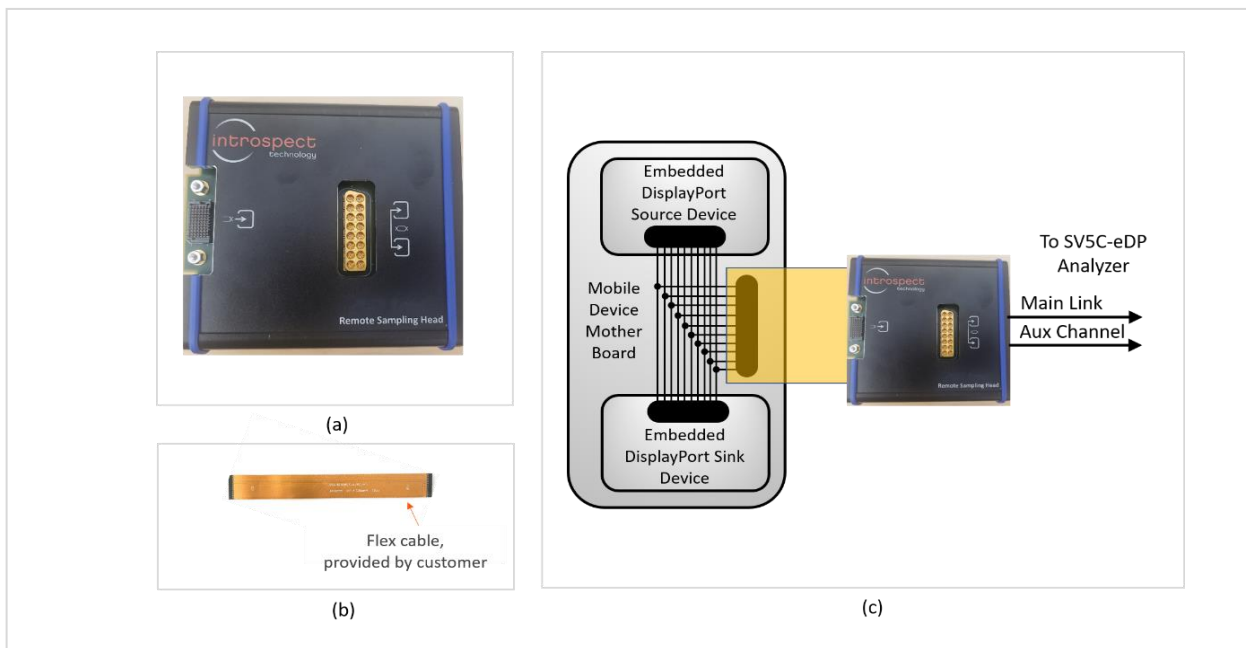 introspect
technology
Remote Sampling Head
(a)
Flex cable,
provided by customer
(b)
Embedded
DisplayPort
Source Device
Mobile
Device
Mother
Board
Embedded
DisplayPort Sink
Device
introspect
technology
Remote Sampling Head
To SV5C-eDP
Analyzer
Main Link
Aux Channel
(c)